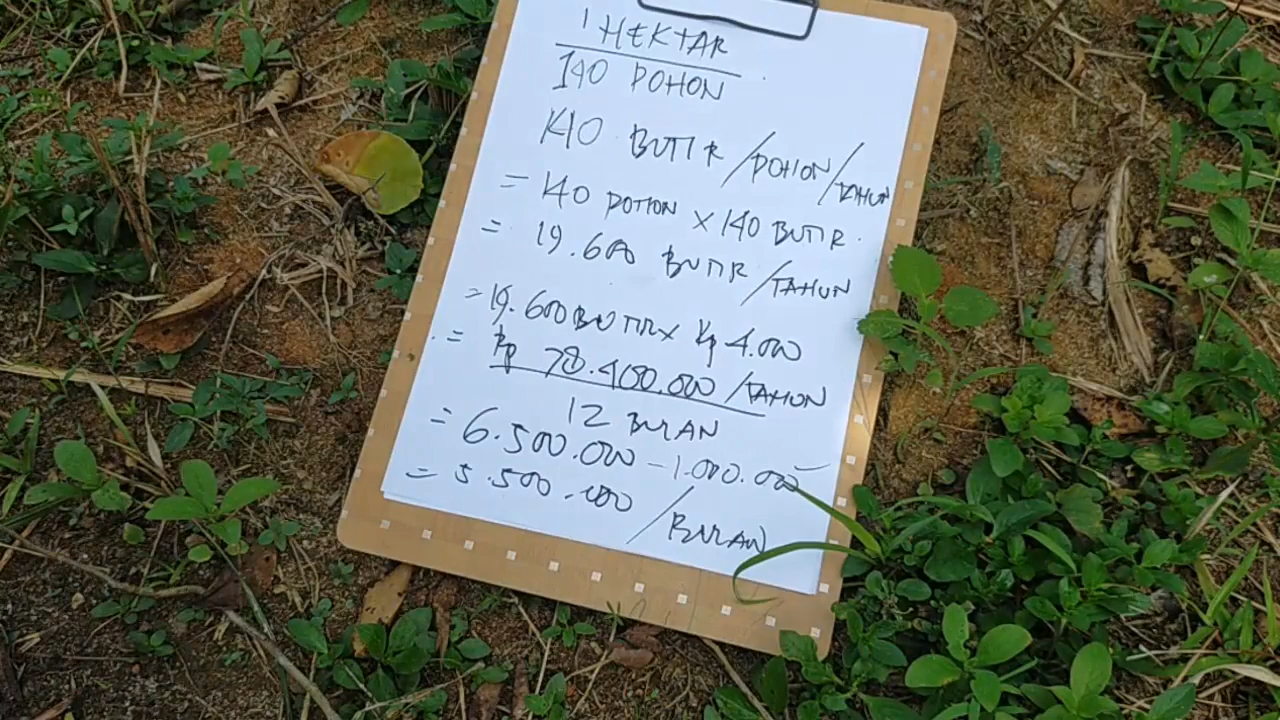 1 HEKTAR
140 POHON
140 BUTIR/POHON/TAHUN
= 140 POHON X 140 BUTIR.
= 19.600 BUTIR/TAHUN
= 19.600 BUTIR X Rp 4.000
= Rp 78.400.000/TAHUN
12 BULAN
= 6.500.000 - 1.000.000
= 5.500.000/BULAN